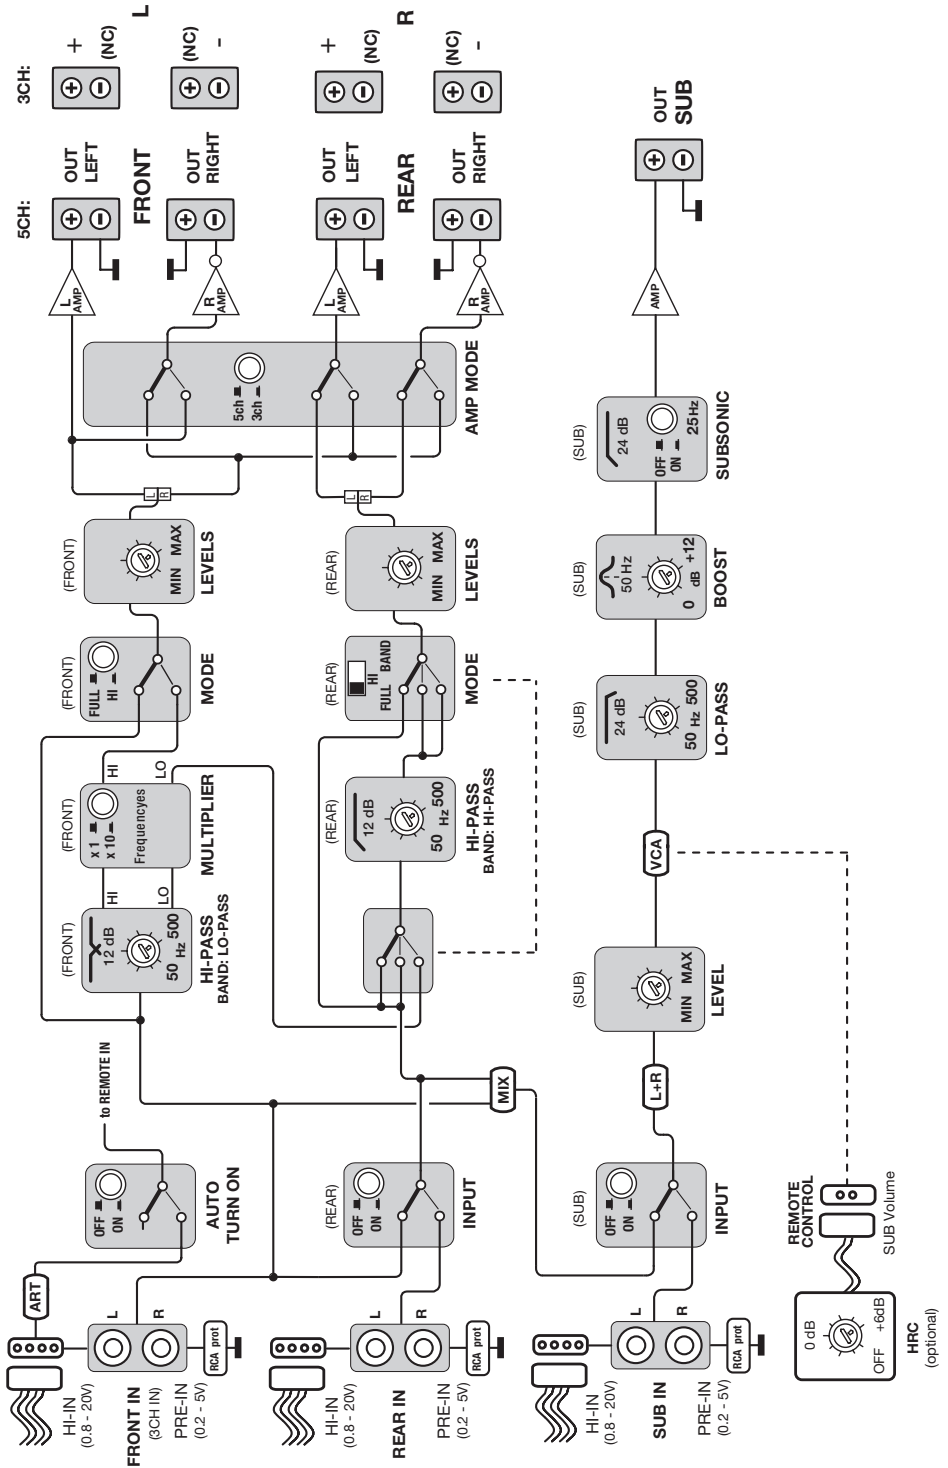 HI-IN
(0.8 - 20V)
FRONT IN
(3CH IN)
PRE-IN
(0.2 - 5V)
ART
L
R
RCA prot
OFF
ON
AUTO
TURN ON
to REMOTE IN
(FRONT)
12 dB
50 Hz 500
HI-PASS
BAND: LO-PASS
HI
LO
(FRONT)
x 1
x 10
Frequencyes
MULTIPLIER
HI
LO
(FRONT)
FULL
HI
MODE
(FRONT)
MIN MAX
LEVELS
L
R
5ch
3ch
AMP MODE
L
AMP
R
AMP
L
AMP
R
AMP
5CH:
OUT
LEFT
FRONT
OUT
RIGHT
OUT
LEFT
REAR
OUT
RIGHT
3CH:
+
(NC)
L
(NC)
-
+
(NC)
R
(NC)
-
HI-IN
(0.8 - 20V)
REAR IN
PRE-IN
(0.2 - 5V)
L
R
RCA prot
(REAR)
OFF
ON
INPUT
MIX
(REAR)
12 dB
50 Hz 500
HI-PASS
BAND: HI-PASS
(REAR)
FULL
HI
BAND
MODE
(REAR)
MIN MAX
LEVELS
L
R
HI-IN
(0.8 - 20V)
SUB IN
PRE-IN
(0.2 - 5V)
L
R
RCA prot
(SUB)
OFF
ON
INPUT
L+R
(SUB)
MIN MAX
LEVEL
VCA
(SUB)
24 dB
50 Hz 500
LO-PASS
(SUB)
50 Hz
0 dB +12
BOOST
(SUB)
24 dB
OFF
ON
25Hz
SUBSONIC
AMP
OUT
SUB
0 dB
OFF +6dB
HRC
(optional)
REMOTE
CONTROL
SUB Volume